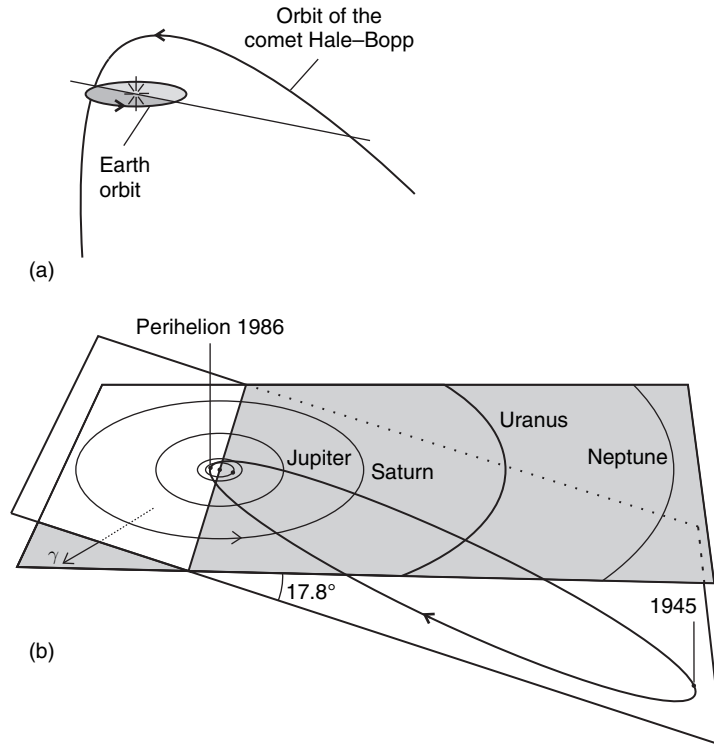 Orbit of the
comet Hale–Bopp
Earth
orbit
(a)
Perihelion 1986
Uranus
Jupiter
Saturn
Neptune
γ
17.8°
1945
(b)